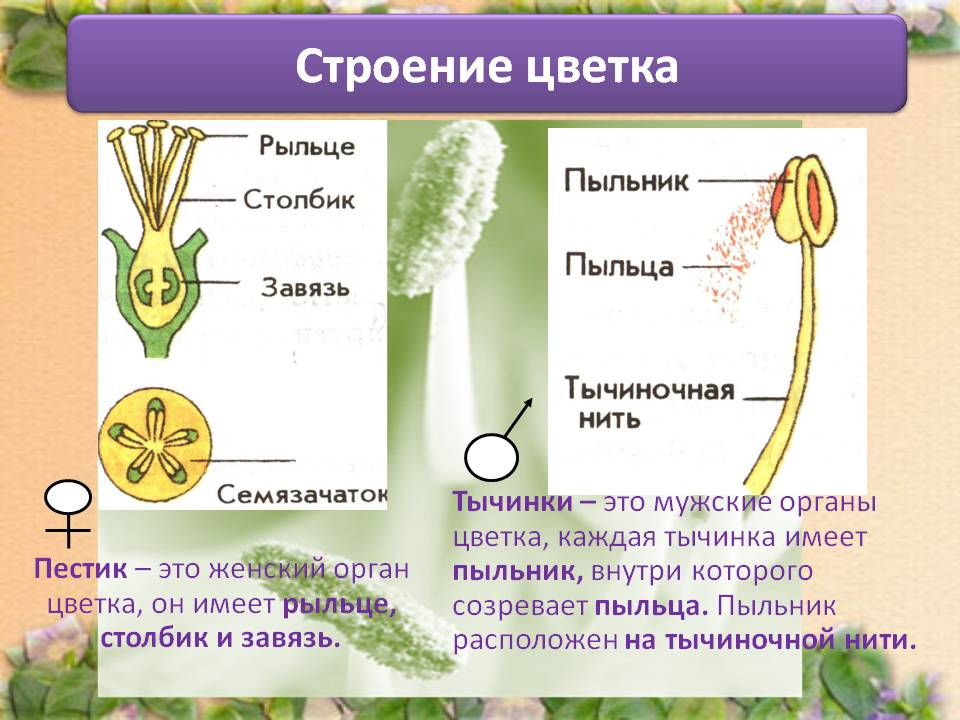 Строение цветка
Рыльце
Столбик
Завязь
Семязачаток
Пестик – это женский орган
цветка, он имеет рыльце,
столбик и завязь.
Пыльник
Пыльца
Тычиночная
нить
Тычинки – это мужские органы
цветка, каждая тычинка имеет
пыльник, внутри которого
созревает пыльца. Пыльник
расположен на тычиночной нити.